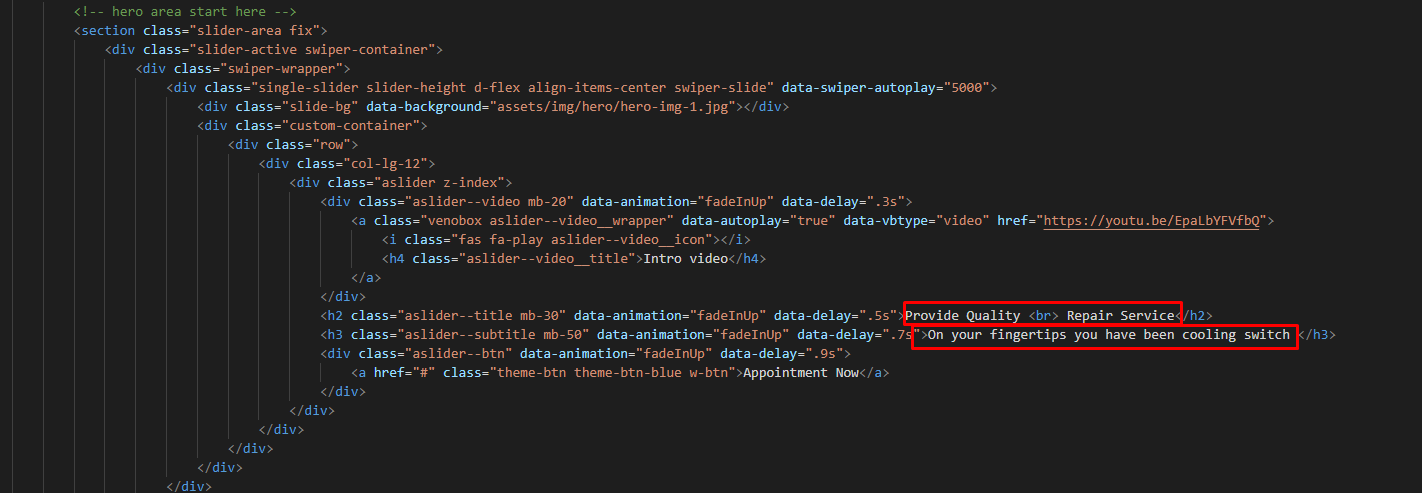 <!-- hero area start here -->
<section class="slider-area fix">
<div class="slider-active swiper-container">
<div class="swiper-wrapper">
<div class="single-slider slider-height d-flex align-items-center swiper-slide" data-swiper-autoplay="5000">
<div class="slide-bg" data-background="assets/img/hero/hero-img-1.jpg"></div>
<div class="custom-container">
<div class="row">
<div class="col-lg-12">
<div class="aslider z-index">
<div class="aslider--video mb-20" data-animation="fadeInUp" data-delay=".3s">
<a class="venobox aslider--video__wrapper" data-autoplay="true" data-vbtype="video" href="https://youtu.be/EpaLbYFVfbQ">
<i class="fas fa-play aslider--video__icon"></i>
<h4 class="aslider--video__title">Intro video</h4>
</a>
</div>
<h2 class="aslider--title mb-30" data-animation="fadeInUp" data-delay=".5s">Provide Quality <br> Repair Service</h2>
<h3 class="aslider--subtitle mb-50" data-animation="fadeInUp" data-delay=".7s">On your fingertips you have been cooling switch </h3>
<div class="aslider--btn" data-animation="fadeInUp" data-delay=".9s">
<a href="#" class="theme-btn theme-btn-blue w-btn">Appointment Now</a>
</div>
</div>
</div>
</div>
</div>
</div>